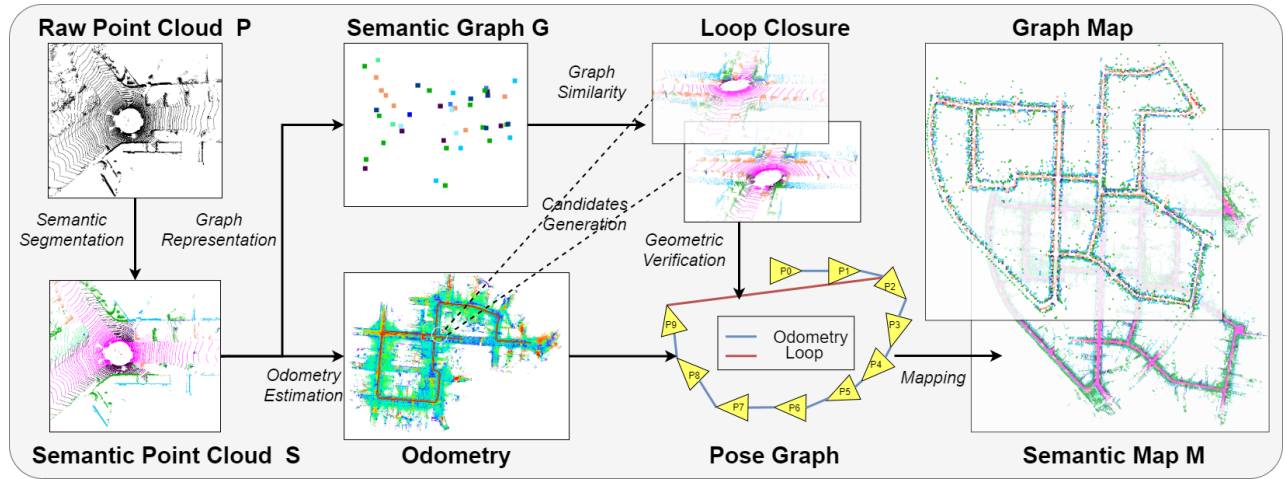 Raw Point Cloud P
Semantic Graph G
Loop Closure
Graph Map
Graph
Similarity
Semantic
Segmentation
Graph
Representation
Candidates
Generation
Geometric
Verification
P0
P1
P2
P3
P4
P5
P6
P7
P8
P9
Odometry
Loop
Odometry
Estimation
Mapping
Semantic Point Cloud S
Odometry
Pose Graph
Semantic Map M